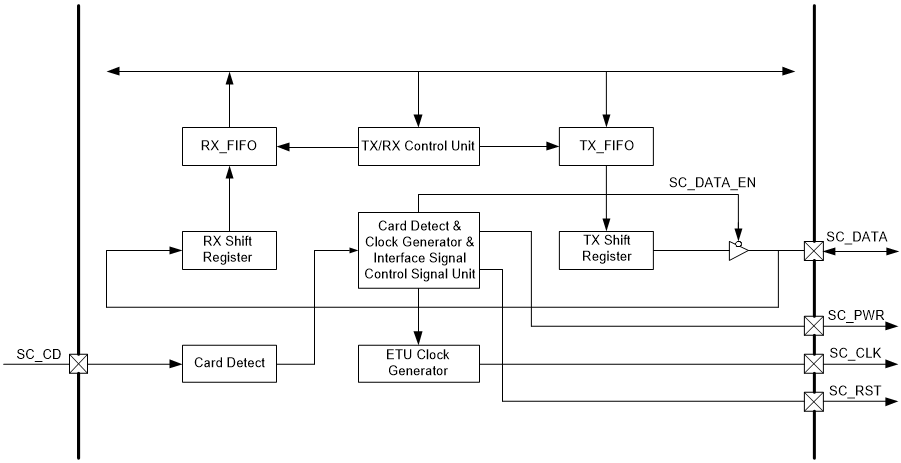 RX_FIFO
TX/RX Control Unit
TX_FIFO
SC_DATA_EN
RX Shift
Register
Card Detect &
Clock Generator &
Interface Signal
Control Signal Unit
TX Shift
Register
SC_DATA
SC_PWR
SC_CD
Card Detect
ETU Clock
Generator
SC_CLK
SC_RST